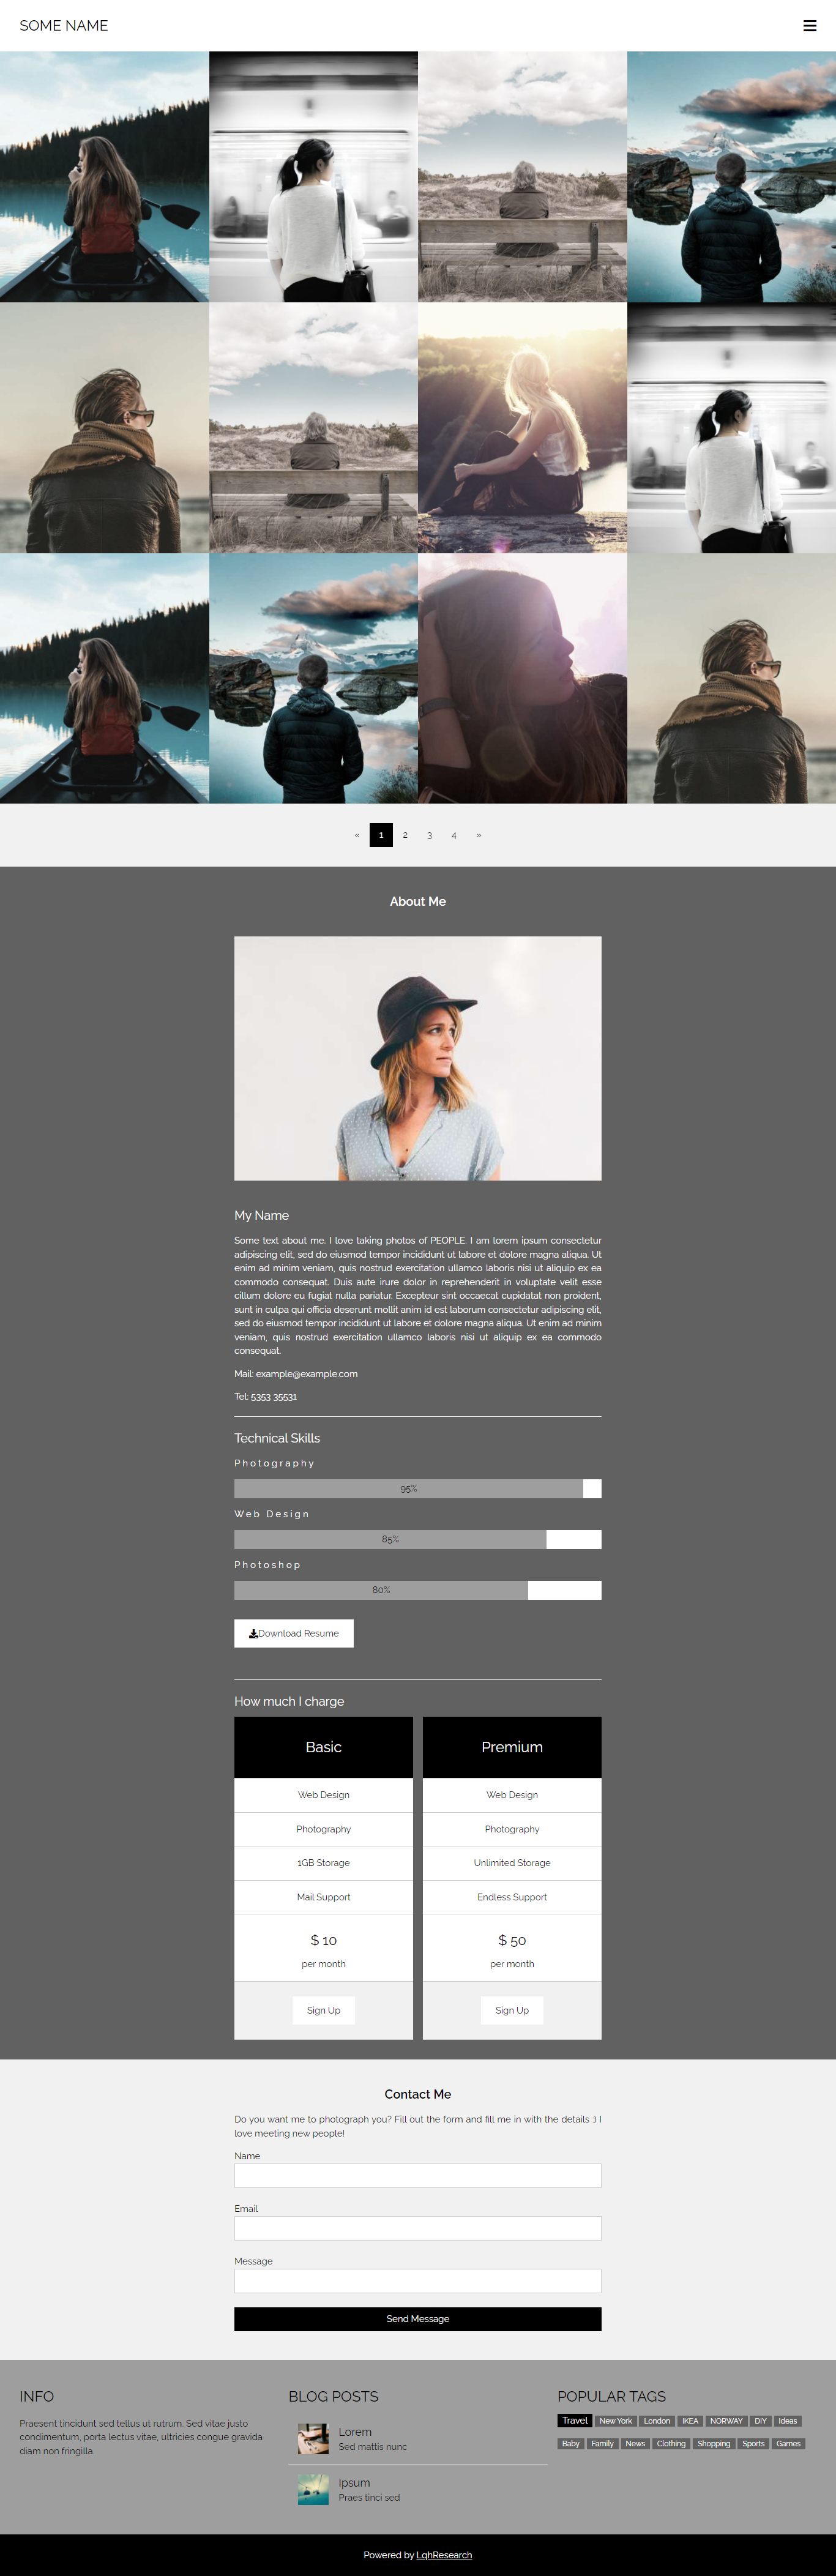 SOME NAME
« 1 2 3 4 »
About Me
My Name
Some text about me. I love taking photos of PEOPLE. I am lorem ipsum consectetur
adipiscing elit, sed do eiusmod tempor incididunt ut labore et dolore magna aliqua. Ut
enim ad minim veniam, quis nostrud exercitation ullamco laboris nisi ut aliquip ex ea
commodo consequat. Duis aute irure dolor in reprehenderit in voluptate velit esse
cillum dolore eu fugiat nulla pariatur. Excepteur sint occaecat cupidatat non proident,
sunt in culpa qui officia deserunt mollit anim id est laborum consectetur adipiscing elit,
sed do eiusmod tempor incididunt ut labore et dolore magna aliqua. Ut enim ad minim
veniam, quis nostrud exercitation ullamco laboris nisi ut aliquip ex ea commodo
consequat.
Mail: example@example.com
Tel: 5353 35531
Technical Skills
Photography
95%
Web Design
85%
Photoshop
80%
Download Resume
How much I charge
Basic
Web Design
Photography
1GB Storage
Mail Support
$ 10
per month
Sign Up
Premium
Web Design
Photography
Unlimited Storage
Endless Support
$ 50
per month
Sign Up
Contact Me
Do you want me to photograph you? Fill out the form and fill me in with the details :) I
love meeting new people!
Name
Email
Message
Send Message
INFO
Praesent tincidunt sed tellus ut rutrum. Sed vitae justo
condimentum, porta lectus vitae, ultricies congue gravida
diam non fringilla.
BLOG POSTS
Lorem
Sed mattis nunc
Ipsum
Praes tinci sed
POPULAR TAGS
Travel New York London IKEA NORWAY DIY Ideas
Baby Family News Clothing Shopping Sports Games
Powered by LqhResearch